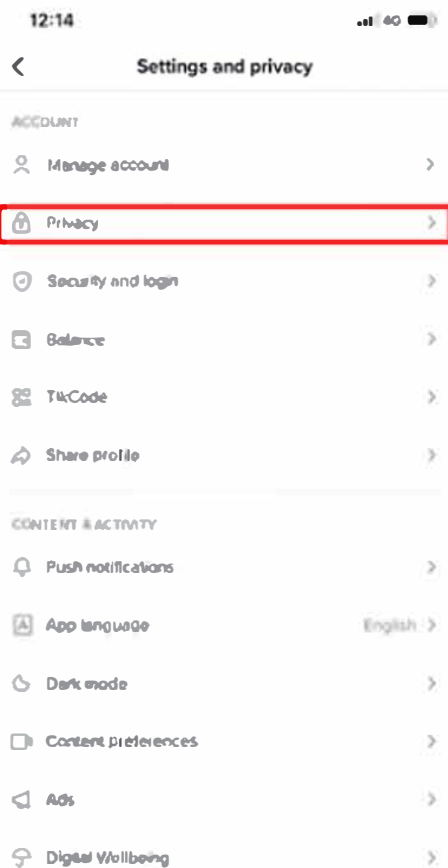 12:14
4G
Settings and privacy
ACCOUNT
Manage account
Privacy
Security and login
Balance
TikCode
Share profile
CONTENT & ACTIVITY
Push notifications
App language English
Dark mode
Content preferences
Ads
Digital Wellbeing